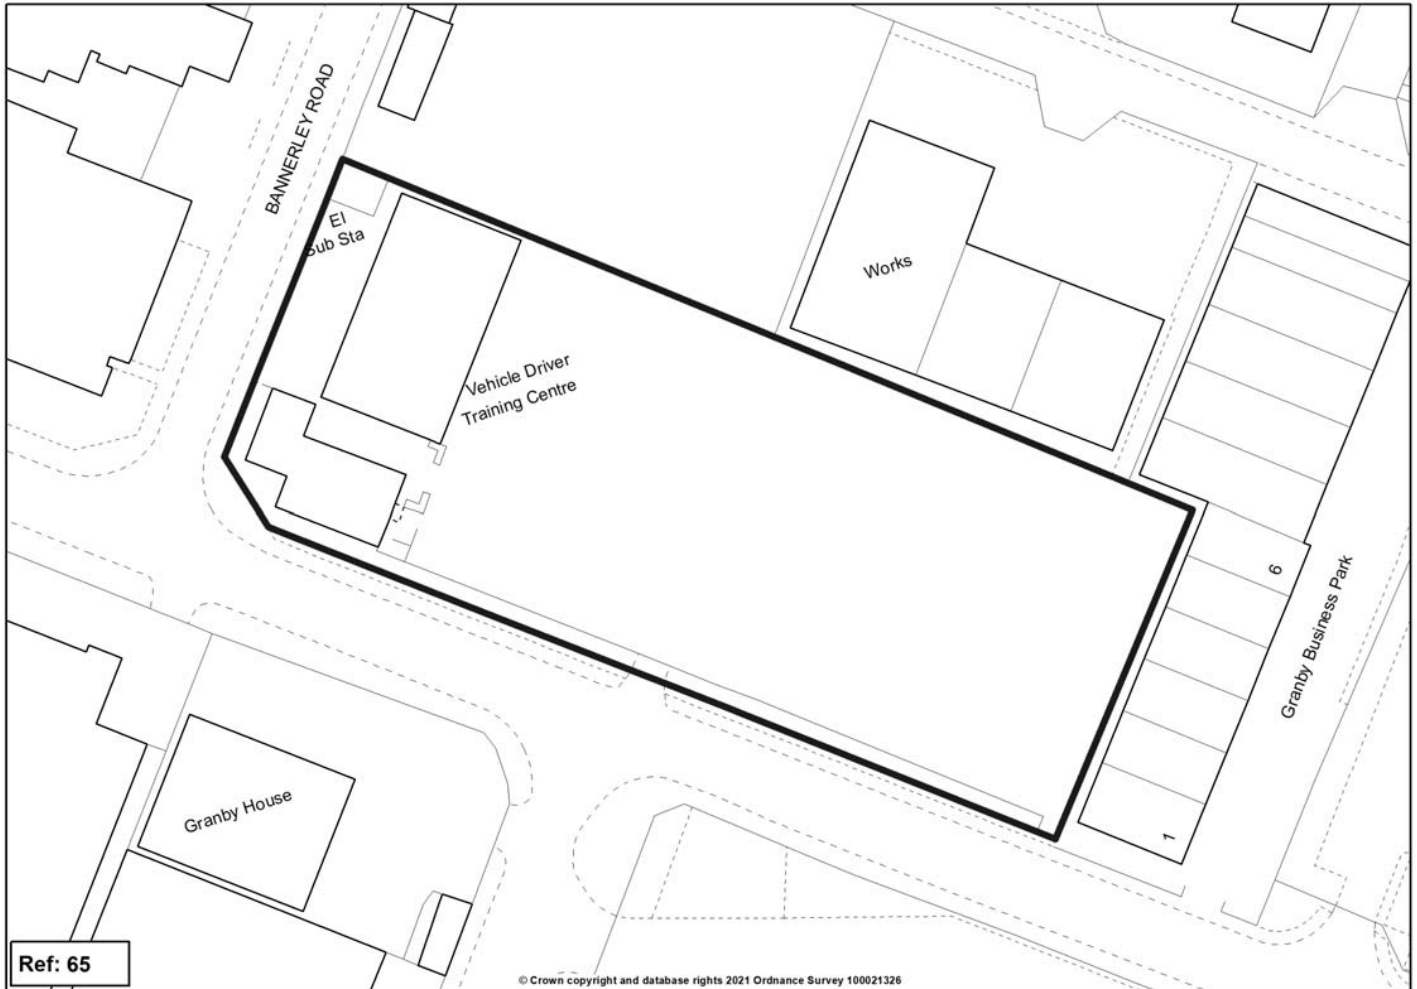 BANNERLEY ROAD
El
Sub Sta
Works
Vehicle Driver
Training Centre
6
Granby Business Park
Granby House
1
Ref: 65
© Crown copyright and database rights 2021 Ordnance Survey 100021326